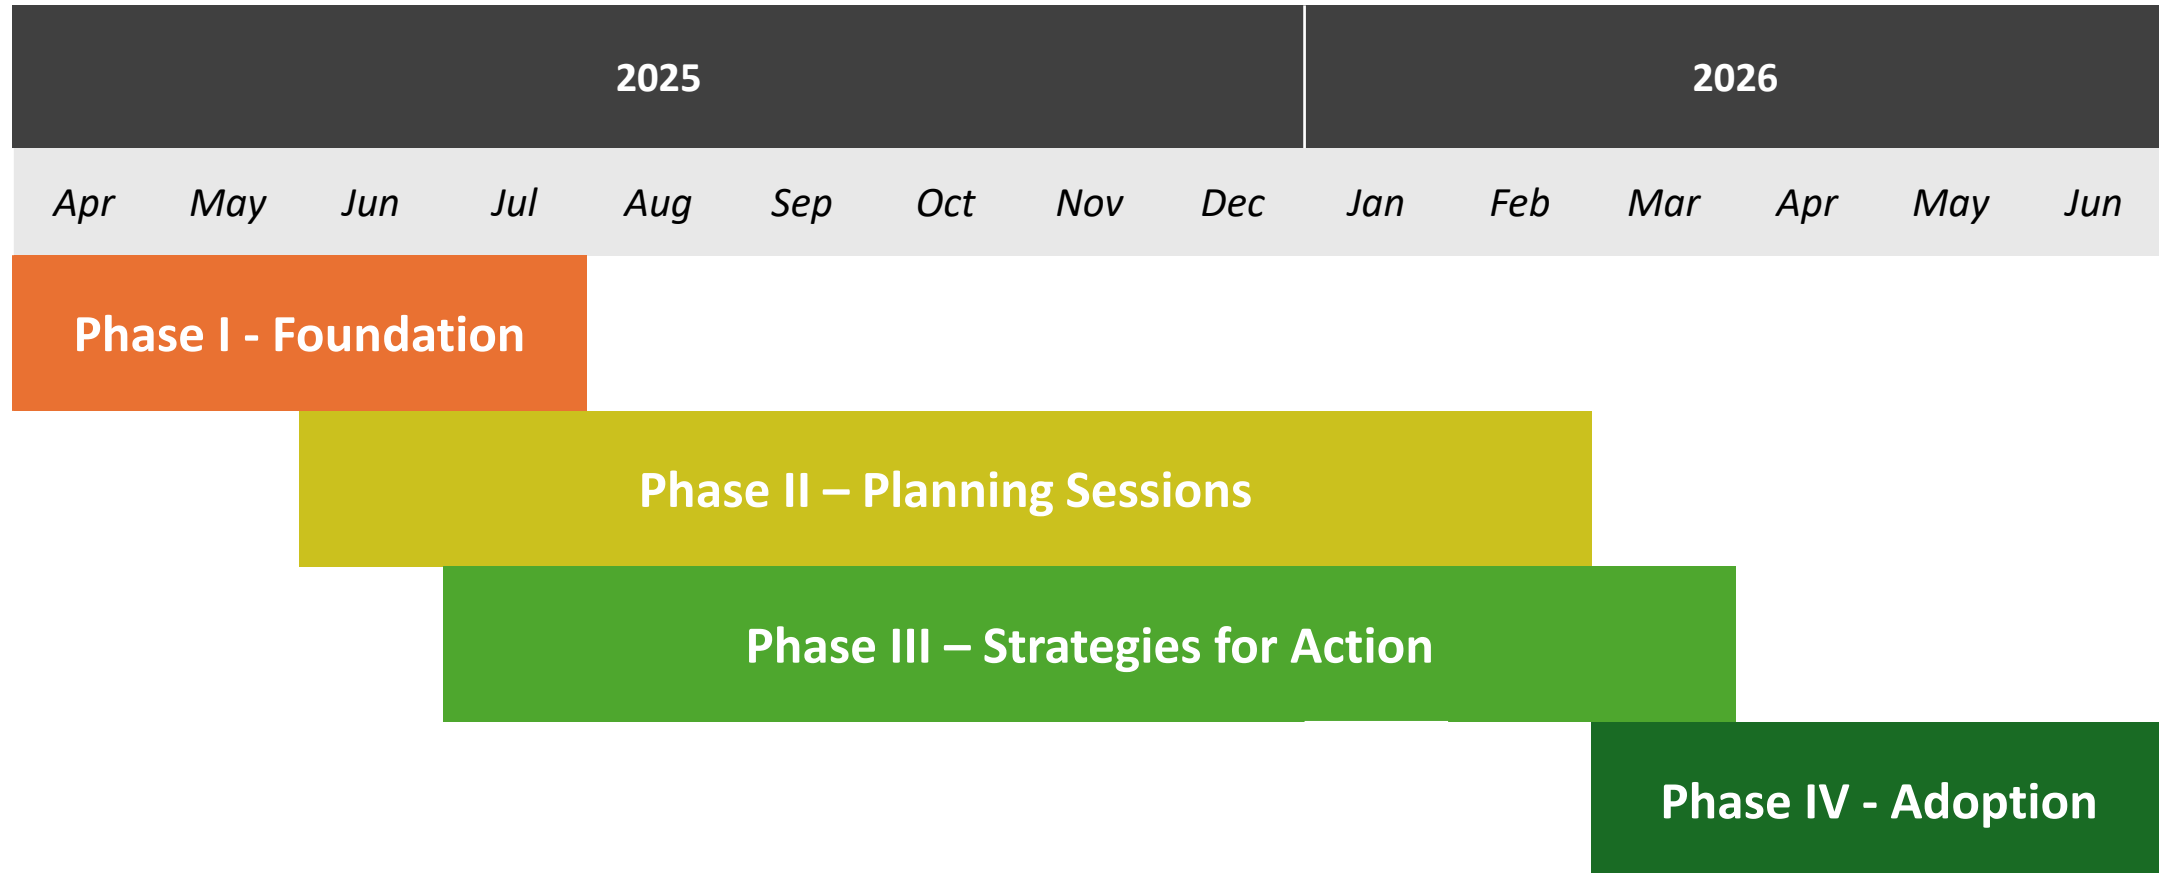 2025 2026
Apr May Jun Jul Aug Sep Oct Nov Dec Jan Feb Mar Apr May Jun
Phase I - Foundation
Phase II – Planning Sessions
Phase III – Strategies for Action
Phase IV - Adoption